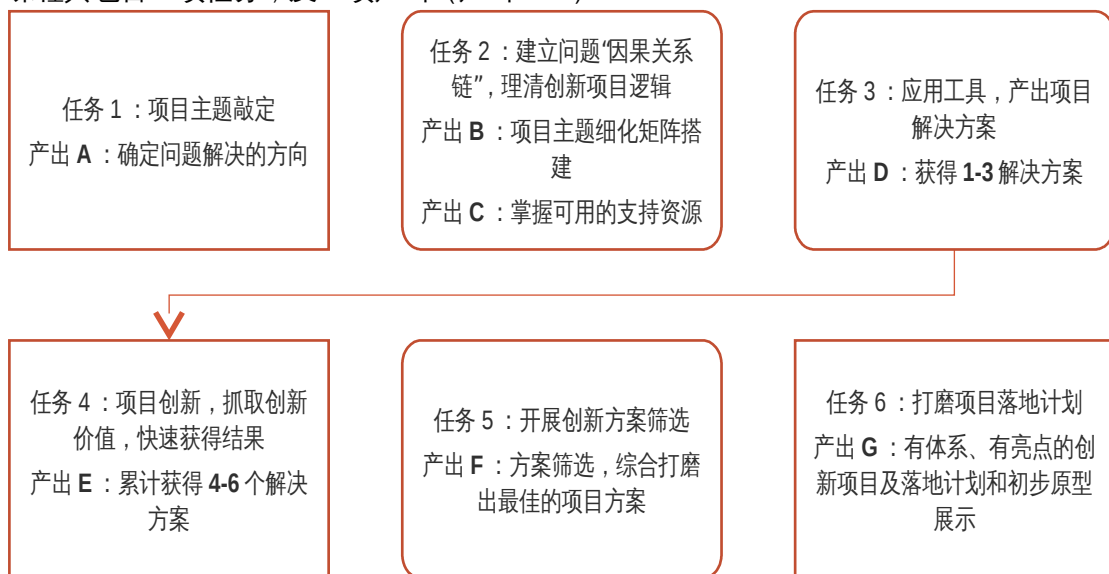 任务 1 ：项目主题敲定
产出 A ：确定问题解决的方向
任务 2 ：建立问题“因果关系
链”，理清创新项目逻辑
产出 B ：项目主题细化矩阵搭
建
产出 C ：掌握可用的支持资源
任务 3 ：应用工具，产出项目
解决方案
产出 D ：获得 1-3 解决方案
任务 4 ：项目创新，抓取创新
价值，快速获得结果
产出 E ：累计获得 4-6 个解决
方案
任务 5 ：开展创新方案筛选
产出 F ：方案筛选，综合打磨
出最佳的项目方案
任务 6 ：打磨项目落地计划
产出 G ：有体系、有亮点的创
新项目及落地计划和初步原型
展示